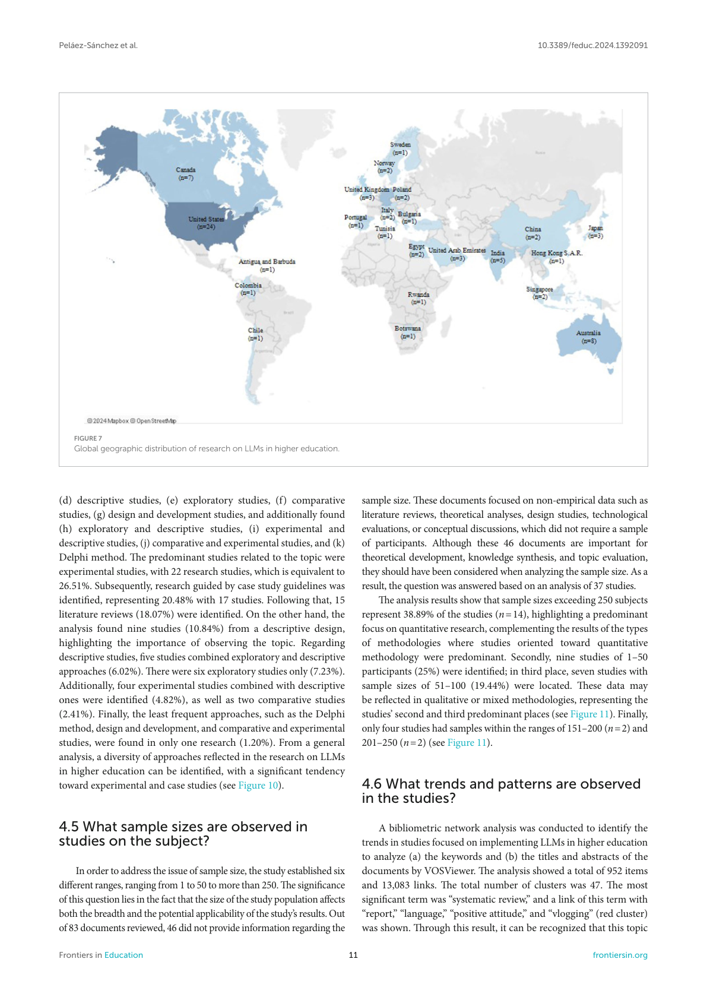 Peláez-Sánchez et al.
10.3389/feduc.2024.1392091
Sweden
(n=1)
Norway
(n=2)
Canada
(n=7)
United Kingdom Poland
(n=3) (n=2)
Italy
(n=2)
Bulgaria
(n=1)
Portugal
(n=1)
Tunisia
(n=1)
United States
(n=24)
China
(n=2)
Japan
(n=3)
Egypt
(n=2)
United Arab Emirates
(n=3)
India
(n=5)
Hong Kong S.A.R.
(n=1)
Antigua and Barbuda
(n=1)
Colombia
(n=1)
Singapore
(n=2)
Rwanda
(n=1)
Chile
(n=1)
Botswana
(n=1)
Australia
(n=8)
© 2024 Mapbox © OpenStreetMap
FIGURE 7
Global geographic distribution of research on LLMs in higher education.
(d) descriptive studies, (e) exploratory studies, (f) comparative
studies, (g) design and development studies, and additionally found
(h) exploratory and descriptive studies, (i) experimental and
descriptive studies, (j) comparative and experimental studies, and (k)
Delphi method. The predominant studies related to the topic were
experimental studies, with 22 research studies, which is equivalent to
26.51%. Subsequently, research guided by case study guidelines was
identified, representing 20.48% with 17 studies. Following that, 15
literature reviews (18.07%) were identified. On the other hand, the
analysis found nine studies (10.84%) from a descriptive design,
highlighting the importance of observing the topic. Regarding
descriptive studies, five studies combined exploratory and descriptive
approaches (6.02%). There were six exploratory studies only (7.23%).
Additionally, four experimental studies combined with descriptive
ones were identified (4.82%), as well as two comparative studies
(2.41%). Finally, the least frequent approaches, such as the Delphi
method, design and development, and comparative and experimental
studies, were found in only one research (1.20%). From a general
analysis, a diversity of approaches reflected in the research on LLMs
in higher education can be identified, with a significant tendency
toward experimental and case studies (see Figure 10).
4.5 What sample sizes are observed in
studies on the subject?
In order to address the issue of sample size, the study established six
different ranges, ranging from 1 to 50 to more than 250. The significance
of this question lies in the fact that the size of the study population affects
both the breadth and the potential applicability of the study's results. Out
of 83 documents reviewed, 46 did not provide information regarding the
sample size. These documents focused on non-empirical data such as
literature reviews, theoretical analyses, design studies, technological
evaluations, or conceptual discussions, which did not require a sample
of participants. Although these 46 documents are important for
theoretical development, knowledge synthesis, and topic evaluation,
they should have been considered when analyzing the sample size. As a
result, the question was answered based on an analysis of 37 studies.
The analysis results show that sample sizes exceeding 250 subjects
represent 38.89% of the studies (n = 14), highlighting a predominant
focus on quantitative research, complementing the results of the types
of methodologies where studies oriented toward quantitative
methodology were predominant. Secondly, nine studies of 1–50
participants (25%) were identified; in third place, seven studies with
sample sizes of 51–100 (19.44%) were located. These data may
be reflected in qualitative or mixed methodologies, representing the
studies' second and third predominant places (see Figure 11). Finally,
only four studies had samples within the ranges of 151–200 (n = 2) and
201–250 (n = 2) (see Figure 11).
4.6 What trends and patterns are observed
in the studies?
A bibliometric network analysis was conducted to identify the
trends in studies focused on implementing LLMs in higher education
to analyze (a) the keywords and (b) the titles and abstracts of the
documents by VOSViewer. The analysis showed a total of 952 items
and 13,083 links. The total number of clusters was 47. The most
significant term was “systematic review,” and a link of this term with
“report,” “language,” “positive attitude,” and “vlogging” (red cluster)
was shown. Through this result, it can be recognized that this topic
Frontiers in Education
11
frontiersin.org